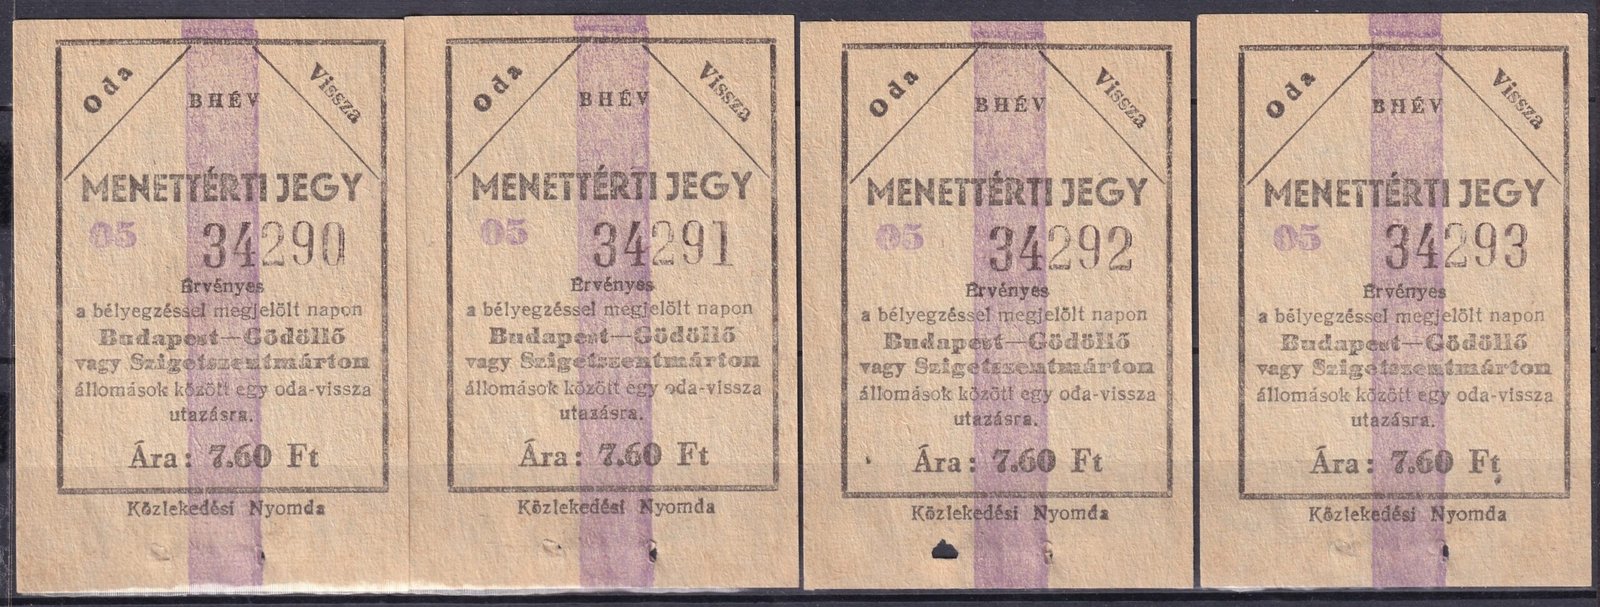 Oda
BHÉV
Vissza
MENETTÉRTI JEGY
05 34290
Érvényes
a bélyegzéssel megjelölt napon
Budapest—Gödöllő
vagy Szigetszentmárton
állomások között egy oda-vissza
utazásra.
Ára: 7.60 Ft
Közlekedési Nyomda
Oda
BHÉV
Vissza
MENETTÉRTI JEGY
05 34291
Érvényes
a bélyegzéssel megjelölt napon
Budapest—Gödöllő
vagy Szigetszentmárton
állomások között egy oda-vissza
utazásra.
Ára: 7.60 Ft
Közlekedési Nyomda
Oda
BHÉV
Vissza
MENETTÉRTI JEGY
05 34292
Érvényes
a bélyegzéssel megjelölt napon
Budapest—Gödöllő
vagy Szigetszentmárton
állomások között egy oda-vissza
utazásra.
Ára: 7.60 Ft
Közlekedési Nyomda
Oda
BHÉV
Vissza
MENETTÉRTI JEGY
05 34293
Érvényes
a bélyegzéssel megjelölt napon
Budapest—Gödöllő
vagy Szigetszentmárton
állomások között egy oda-vissza
utazásra.
Ára: 7.60 Ft
Közlekedési Nyomda